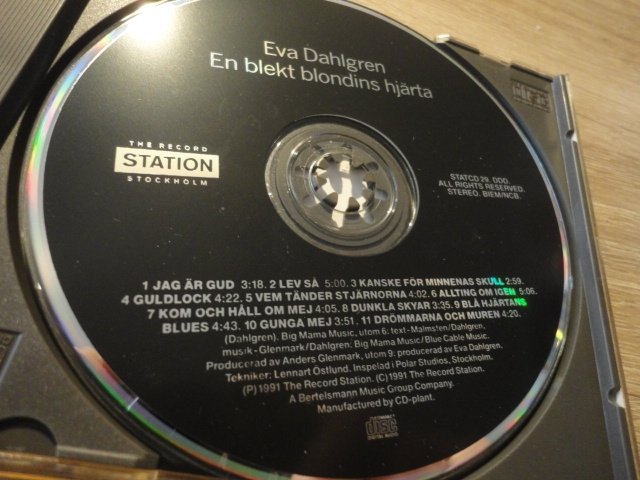 Eva Dahlgren
En blekt blondins hjärta
THE RECORD
STATION
STOCKHOLM
STATCD 29. DDD.
ALL RIGHTS RESERVED.
STEREO. BIEM/NCB.
1 JAG ÄR GUD 3:18. 2 LEV SÅ 5:00. 3 KANSKE FÖR MINNENAS SKULL 2:59.
4 GULDLOCK 4:22. 5 VEM TÄNDER STJÄRNORNA 4:02. 6 ALLTING OM IGEN 5:06.
7 KOM OCH HÅLL OM MEJ 4:05. 8 DUNKLA SKYAR 3:35. 9 BLÅ HJÄRTANS
BLUES 4:43. 10 GUNGA MEJ 3:51. 11 DRÖMMARNA OCH MUREN 4:20.
(Dahlgren). Big Mama Music, utom 6: text-Malmsten/Dahlgren,
musik-Glenmark/Dahlgren: Big Mama Music/Blue Cable Music.
Producerad av Anders Glenmark, utom 9: producerad av Eva Dahlgren.
Tekniker: Lennart Östlund. Inspelad i Polar Studios, Stockholm.
(P)1991 The Record Station. (C)1991 The Record Station.
A Bertelsmann Music Group Company.
Manufactured by CD-plant.
COMPACT
disc
DIGITAL AUDIO